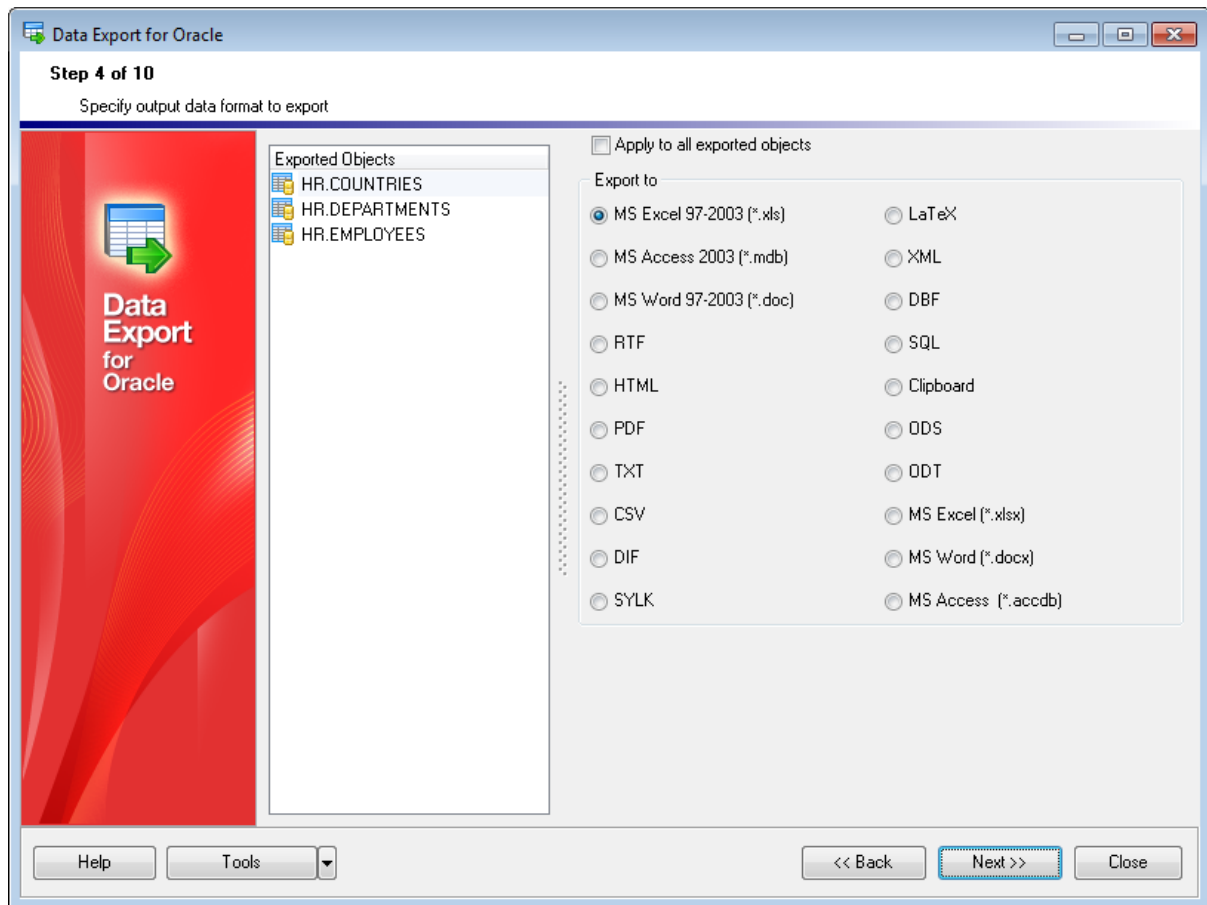 Data Export for Oracle
Step 4 of 10
Specify output data format to export
Data
Export
for
Oracle
Exported Objects
HR.COUNTRIES
HR.DEPARTMENTS
HR.EMPLOYEES
Apply to all exported objects
Export to
MS Excel 97-2003 (*.xls)
MS Access 2003 (*.mdb)
MS Word 97-2003 (*.doc)
RTF
HTML
PDF
TXT
CSV
DIF
SYLK
LaTeX
XML
DBF
SQL
Clipboard
ODS
ODT
MS Excel (*.xlsx)
MS Word (*.docx)
MS Access (*.accdb)
Help
Tools
<< Back
Next >>
Close